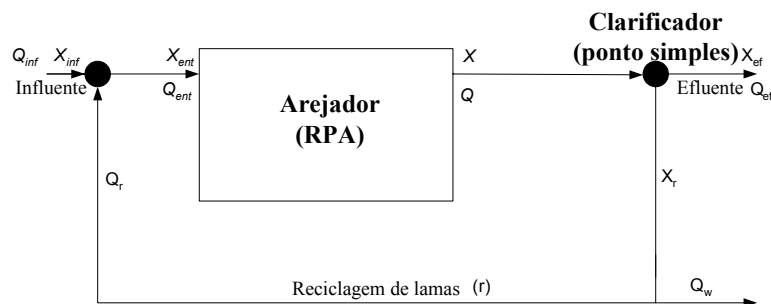 Clarificador
(ponto simples)
Qinf Xinf
Influente
Xent
Qent
Arejador
(RPA)
X
Q
Xef
Efluente Qef
Qr
Xr
Reciclagem de lamas (r)
Qw